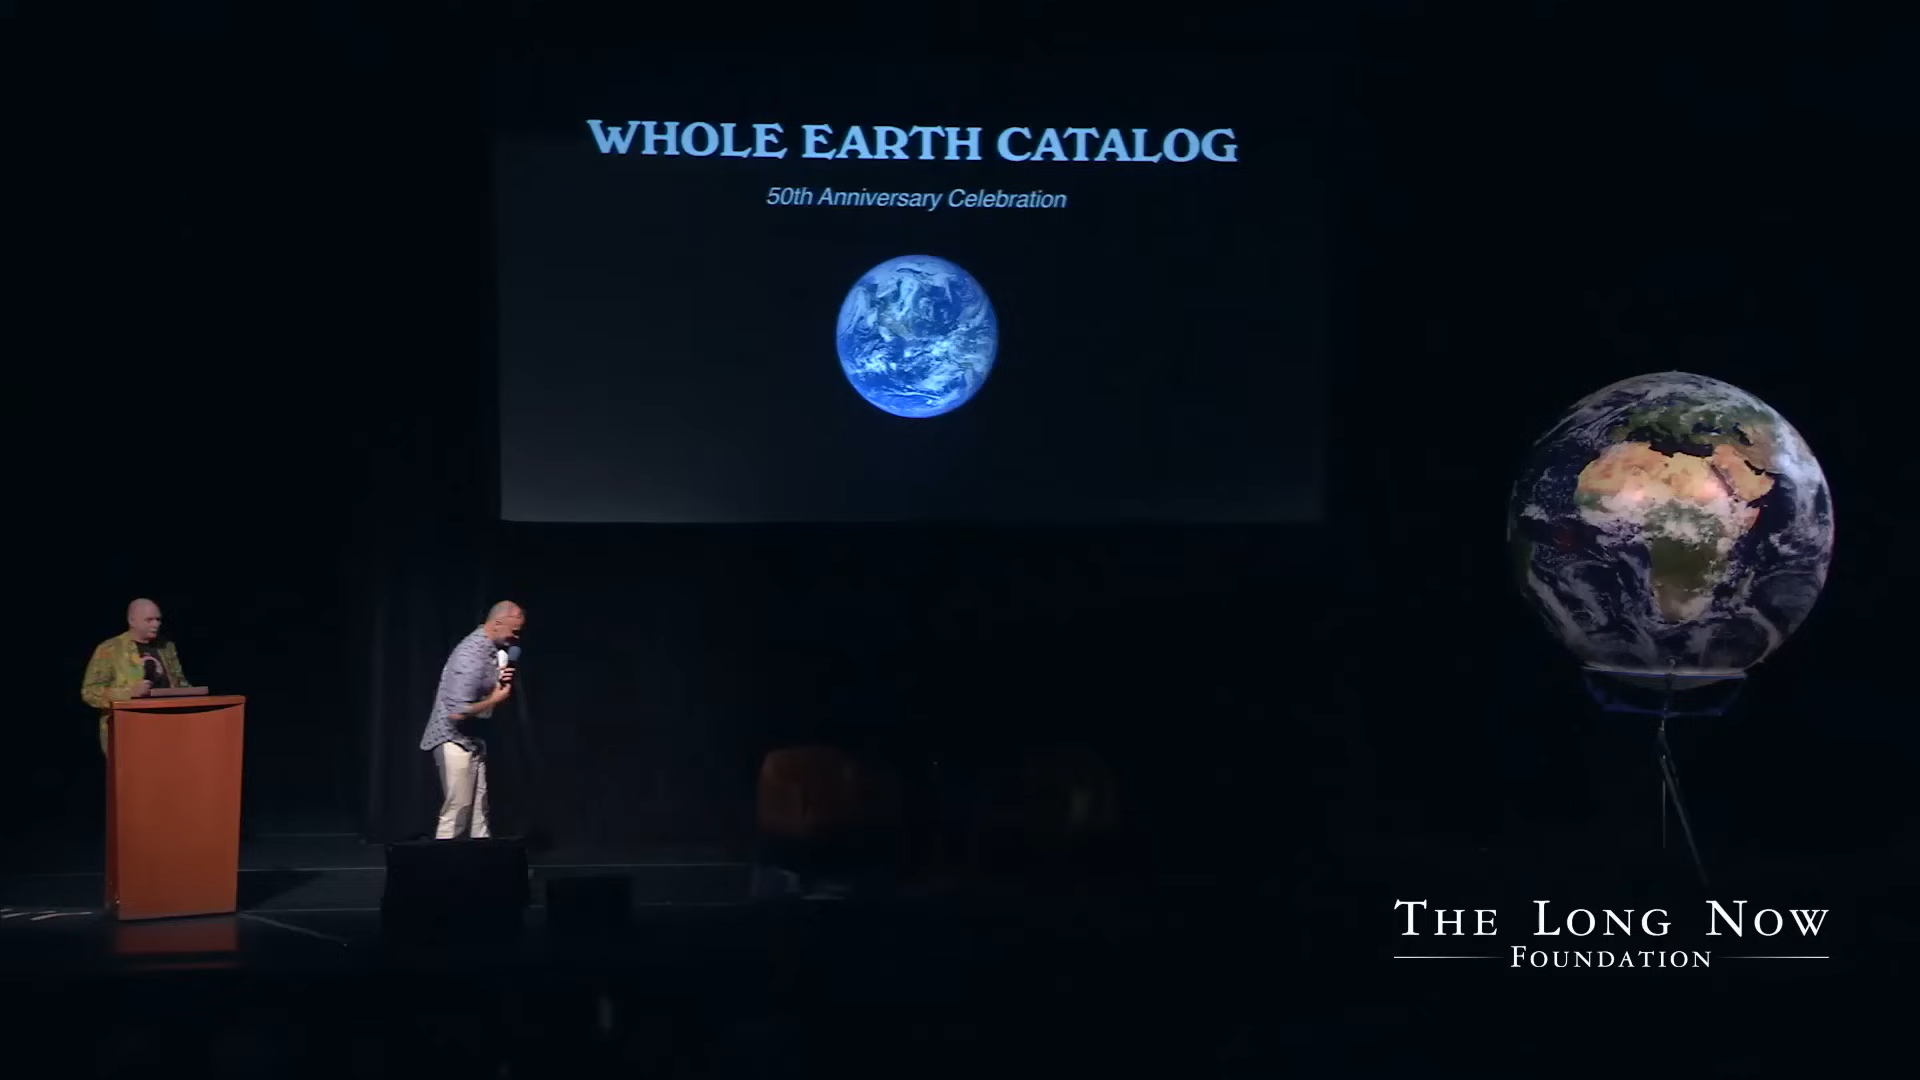 WHOLE EARTH CATALOG
50th Anniversary Celebration
THE LONG NOW
FOUNDATION